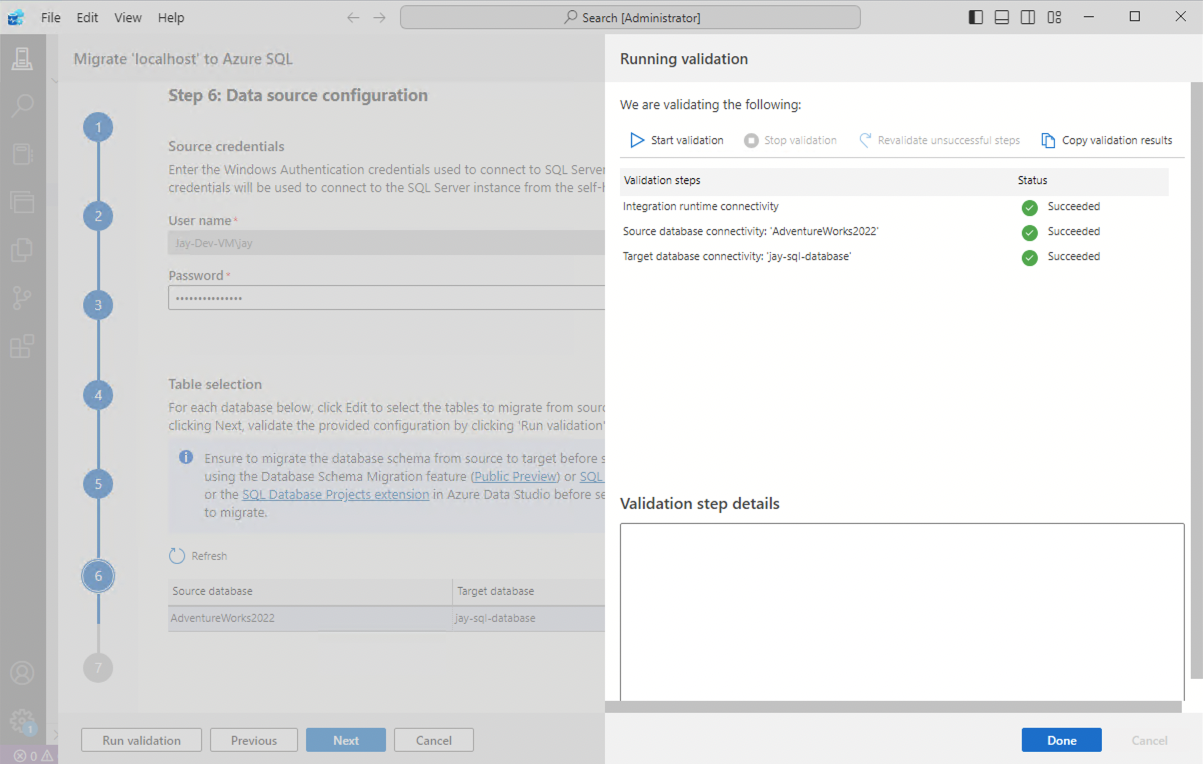 File Edit View Help
Search [Administrator]
Migrate 'localhost' to Azure SQL
Step 6: Data source configuration
1
2
3
4
5
6
7
Source credentials
Enter the Windows Authentication credentials used to connect to SQL Server
credentials will be used to connect to the SQL Server instance from the self-
User name*
Jay-Dev-VM\jay
Password*
•••••••••••••••
Table selection
For each database below, click Edit to select the tables to migrate from
clicking Next, validate the provided configuration by clicking 'Run validation'
Ensure to migrate the database schema from source to target before
using the Database Schema Migration feature (Public Preview) or SQL
or the SQL Database Projects extension in Azure Data Studio before
to migrate.
Refresh
Source database Target database
AdventureWorks2022 jay-sql-database
Run validation Previous Next Cancel
0
1
Running validation
We are validating the following:
Start validation Stop validation Revalidate unsuccessful steps Copy validation results
Validation steps Status
Integration runtime connectivity Succeeded
Source database connectivity: 'AdventureWorks2022' Succeeded
Target database connectivity: 'jay-sql-database' Succeeded
Validation step details
Done Cancel